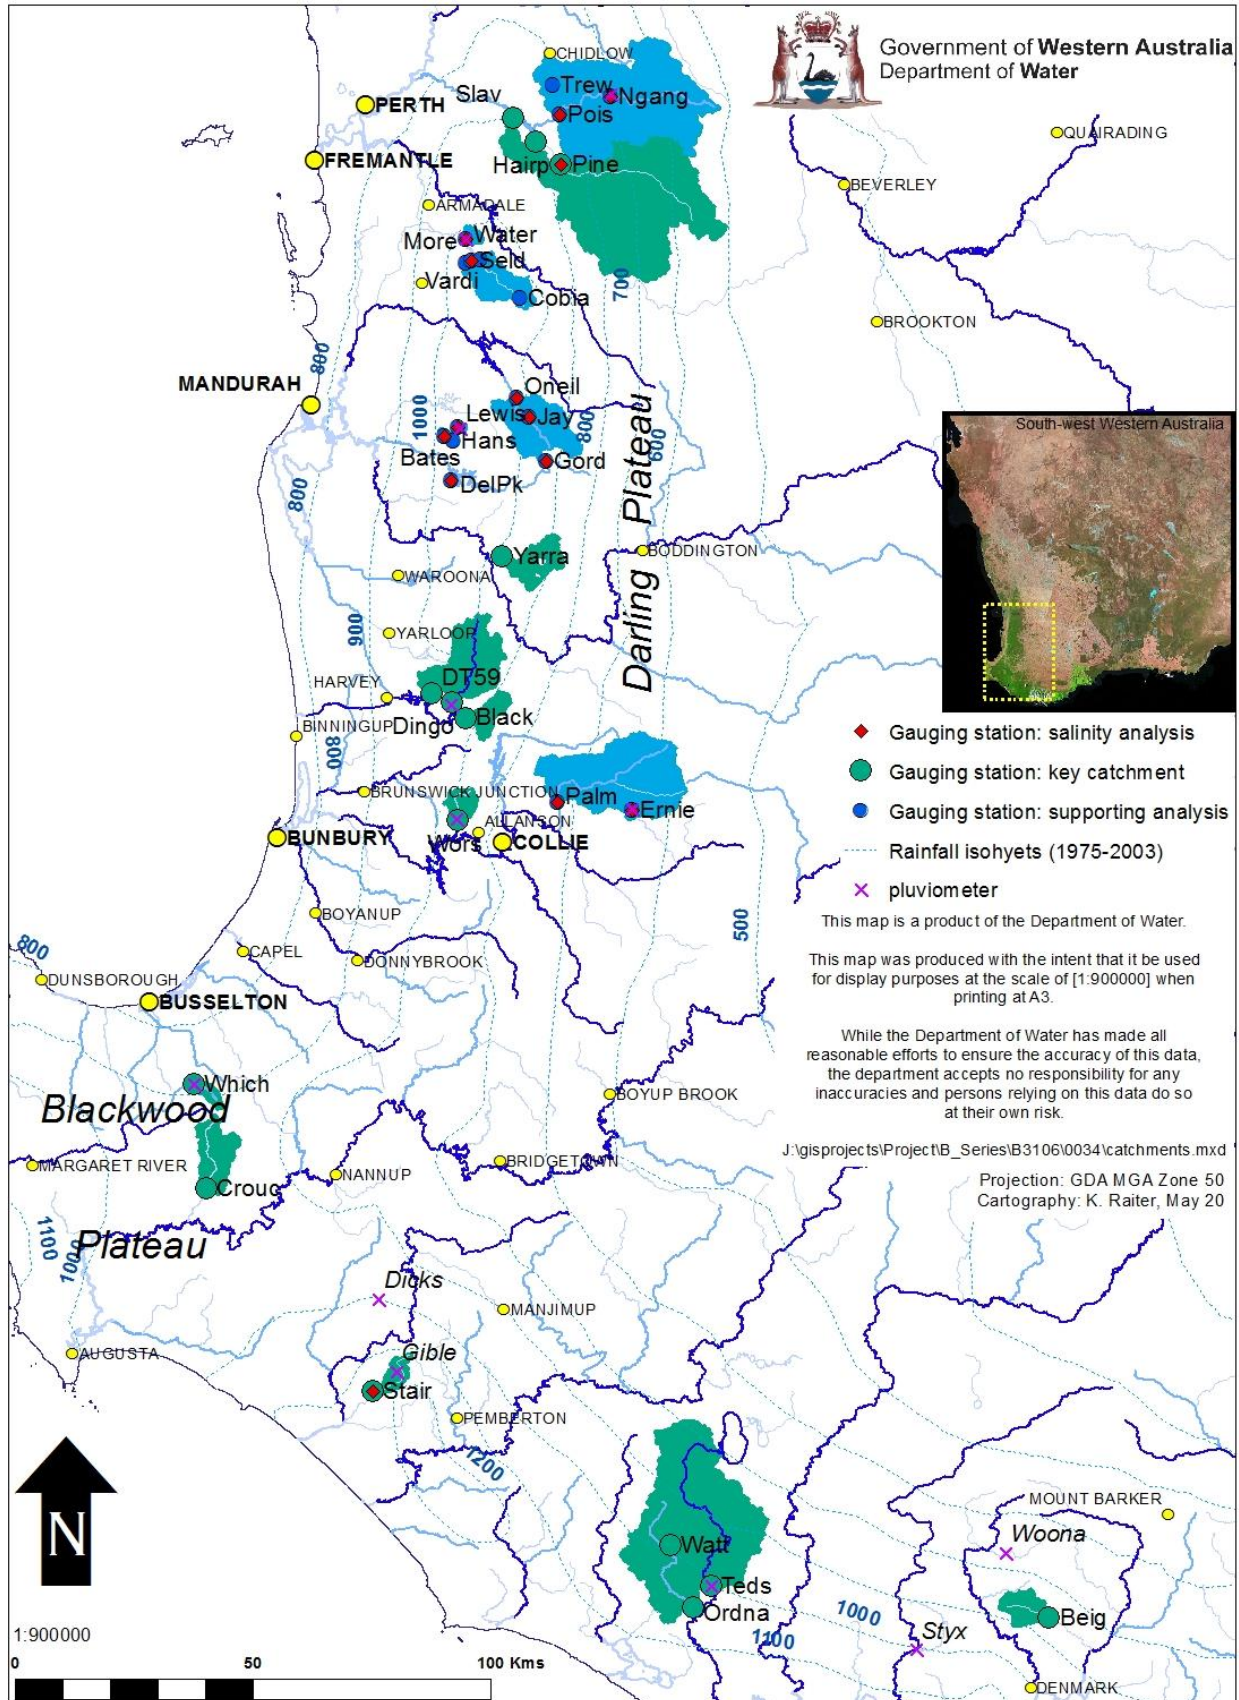 Government of Western Australia
Department of Water
CHIDLOW
Trew
Ngang
Slav
PERTH
Pois
QUAIRADING
FREMANTLE
Hairp
Pine
BEVERLEY
ARMADALE
More
Water
Seld
Vardi
Cobia
700
BROOKTON
800
MANDURAH
Oneil
1000
Lewis
Jay
800
600
Hans
Bates
Gord
DelPk
800
Darling Plateau
South-west Western Australia
Yarra
BODDINGTON
WAROONA
900
YARLOOP
HARVEY
DT59
BINNINGUP
Dingo
Black
800
Gauging station: salinity analysis
Gauging station: key catchment
Gauging station: supporting analysis
Rainfall isohyets (1975-2003)
pluviometer
BRUNSWICK JUNCTION
Palm
Ernie
ALLANSON
BUNBURY
Wors
COLLIE
BOYANUP
500
This map is a product of the Department of Water.
This map was produced with the intent that it be used
for display purposes at the scale of [1:900000] when
printing at A3.
While the Department of Water has made all
reasonable efforts to ensure the accuracy of this data,
the department accepts no responsibility for any
inaccuracies and persons relying on this data do so
at their own risk.
J:\gisprojects\Project\B_Series\B3106\0034\catchments.mxd
Projection: GDA MGA Zone 50
Cartography: K. Raiter, May 20
800
CAPEL
DONNYBROOK
DUNSBOROUGH
BUSSELTON
Which
Blackwood
BOYUP BROOK
MARGARET RIVER
BRIDGETOWN
NANNUP
Crouc
1100
1000
Plateau
Dicks
MANJIMUP
AUGUSTA
Gible
Stair
PEMBERTON
1200
MOUNT BARKER
Woona
N
Watt
Teds
Ordna
1000
Beig
Styx
1100
1:900000
0
50
100 Kms
DENMARK